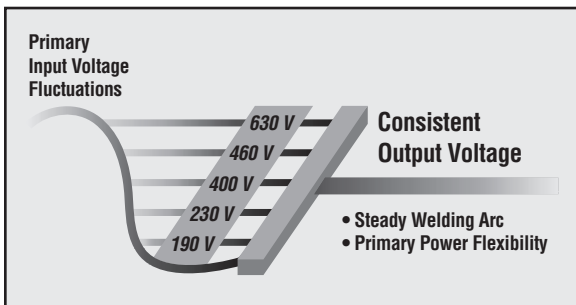 Primary
Input Voltage
Fluctuations
630 V
460 V
400 V
230 V
190 V
Consistent
Output Voltage
• Steady Welding Arc
• Primary Power Flexibility